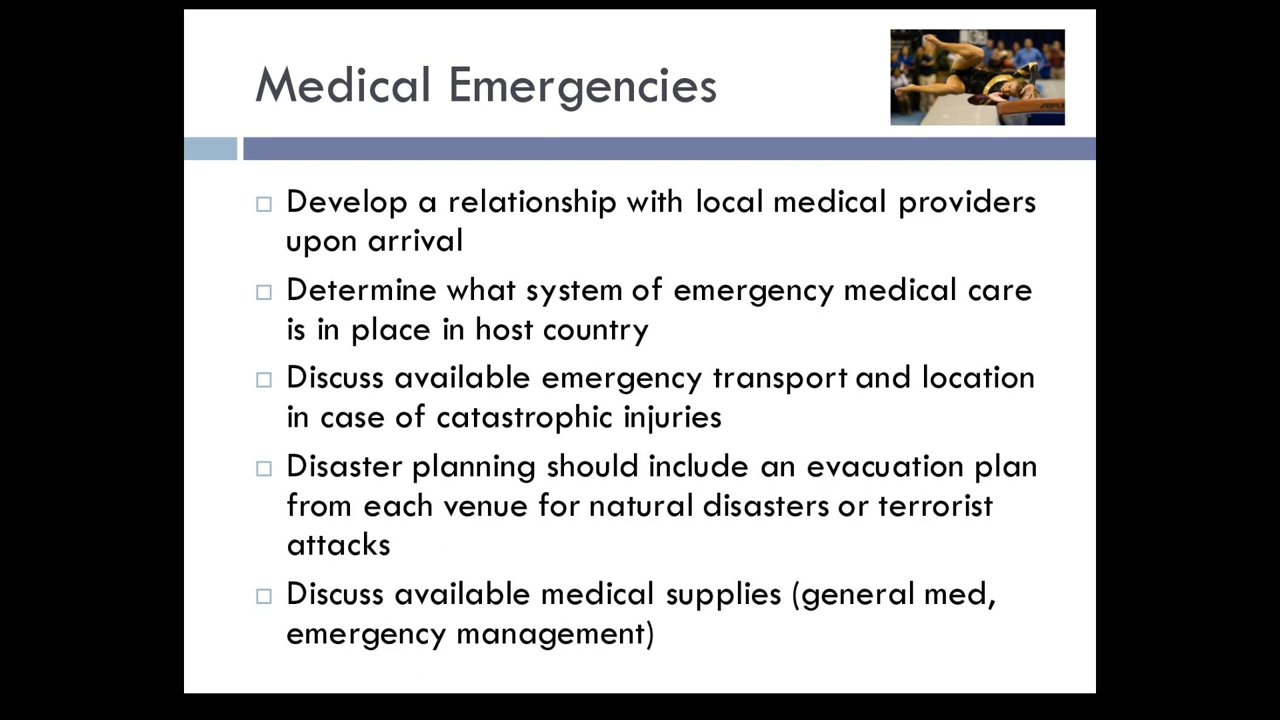 Medical Emergencies
Develop a relationship with local medical providers
upon arrival
Determine what system of emergency medical care
is in place in host country
Discuss available emergency transport and location
in case of catastrophic injuries
Disaster planning should include an evacuation plan
from each venue for natural disasters or terrorist
attacks
Discuss available medical supplies (general med,
emergency management)